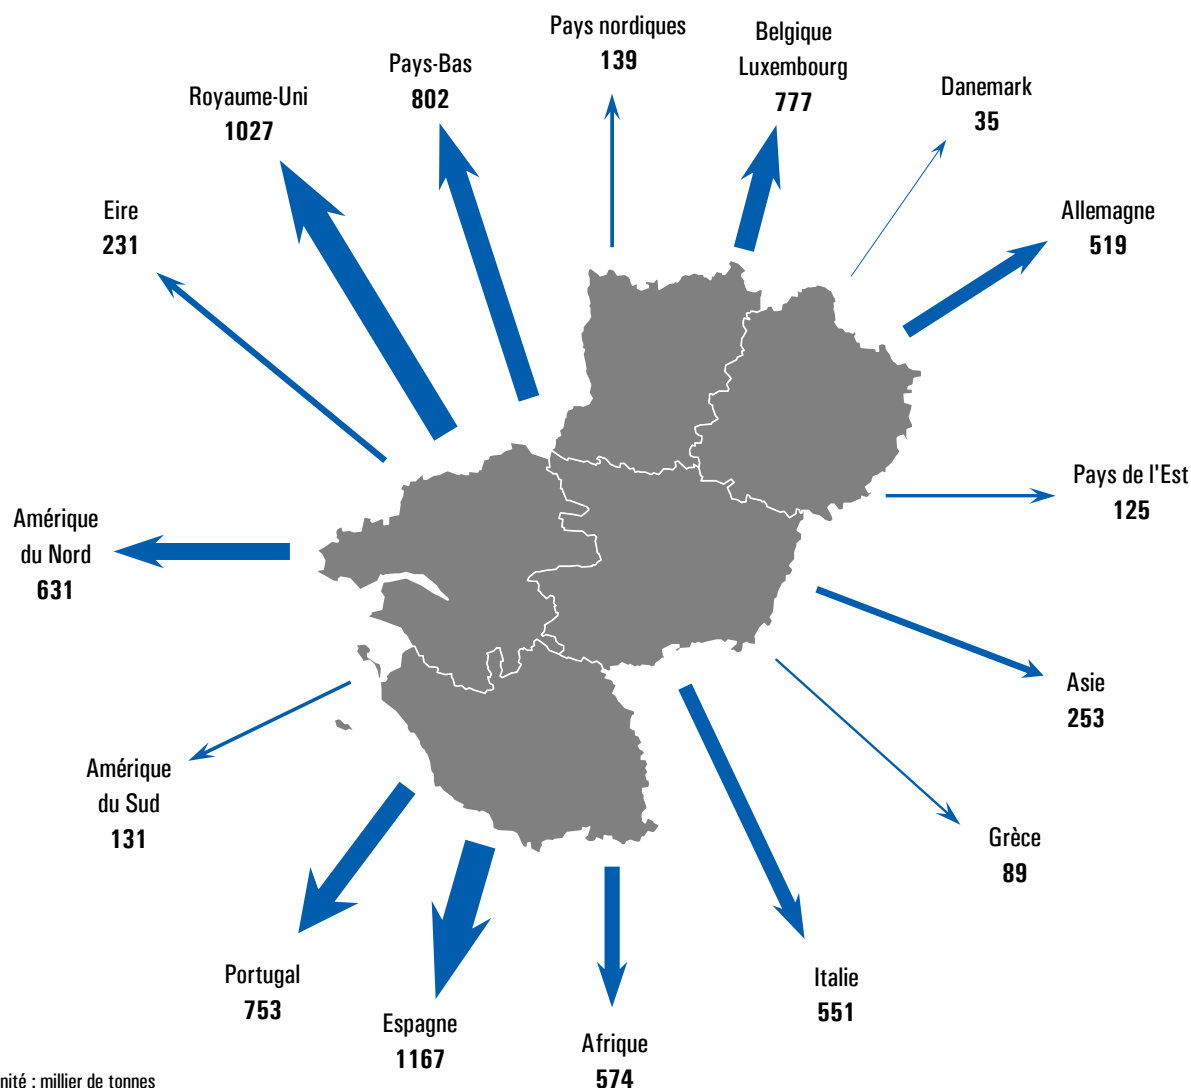 Pays nordiques
139
Belgique
Luxembourg
777
Pays-Bas
802
Danemark
35
Royaume-Uni
1027
Allemagne
519
Eire
231
Pays de l'Est
125
Amérique
du Nord
631
Asie
253
Amérique
du Sud
131
Grèce
89
Portugal
753
Italie
551
Espagne
1167
Afrique
574
nité : millier de tonnes